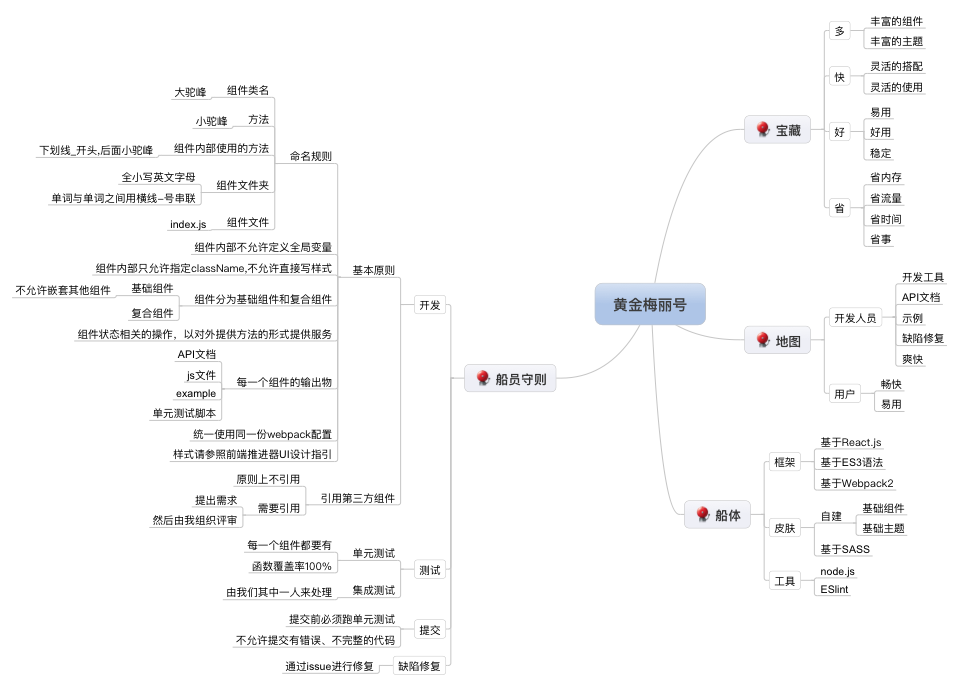 黄金梅丽号
宝藏
多
丰富的组件
丰富的主题
快
灵活的搭配
灵活的使用
好
易用
好用
稳定
省
省内存
省流量
省时间
省事
地图
开发人员
开发工具
API文档
示例
缺陷修复
爽快
用户
畅快
易用
船体
框架
基于React.js
基于ES3语法
基于Webpack2
皮肤
自建
基础组件
基础主题
基于SASS
工具
node.js
ESlint
船员守则
开发
基本原则
命名规则
组件类名
大驼峰
方法
小驼峰
组件内部使用的方法
下划线_开头,后面小驼峰
组件文件夹
全小写英文字母
单词与单词之间用横线-号串联
组件文件
index.js
组件内部不允许定义全局变量
组件内部只允许指定className,不允许直接写样式
组件分为基础组件和复合组件
基础组件
不允许嵌套其他组件
复合组件
组件状态相关的操作，以对外提供方法的形式提供服务
每一个组件的输出物
API文档
js文件
example
单元测试脚本
统一使用同一份webpack配置
样式请参照前端推进器UI设计指引
引用第三方组件
原则上不引用
需要引用
提出需求
然后由我组织评审
测试
单元测试
每一个组件都要有
函数覆盖率100%
集成测试
由我们其中一人来处理
提交
提交前必须跑单元测试
不允许提交有错误、不完整的代码
缺陷修复
通过issue进行修复